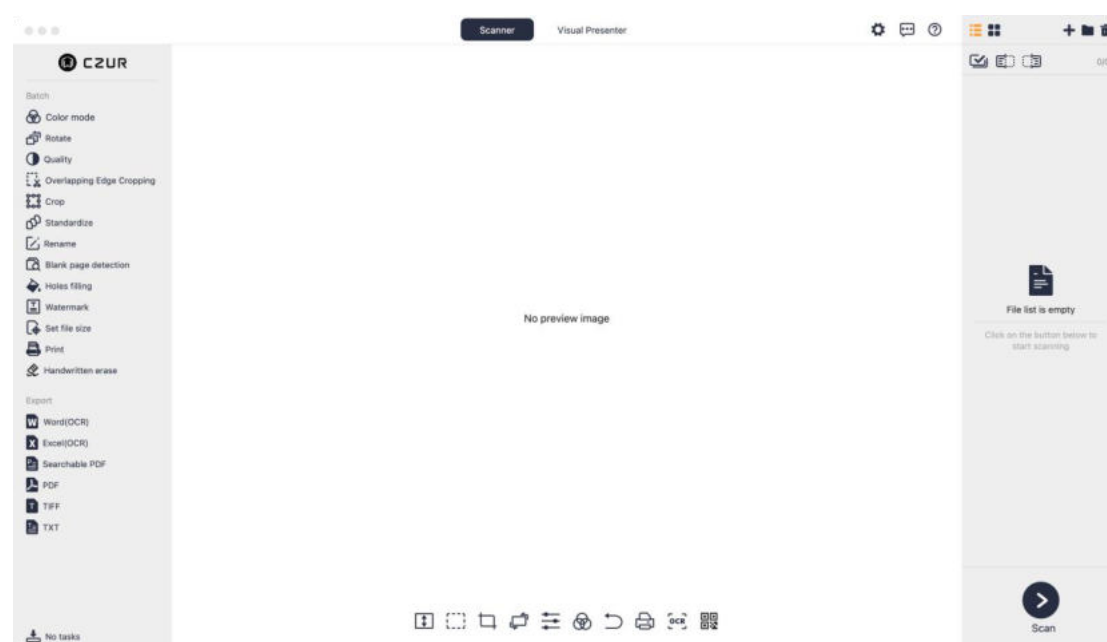 Scanner
Visual Presenter
CZUR
Batch
Color mode
Rotate
Quality
Overlapping Edge Cropping
Crop
Standardize
Rename
Blank page detection
Holes filling
Watermark
Set file size
Print
Handwritten erase
Export
Word(OCR)
Excel(OCR)
Searchable PDF
PDF
TIFF
TXT
No tasks
No preview image
OCR
File list is empty
Click on the button below to
start scanning
Scan